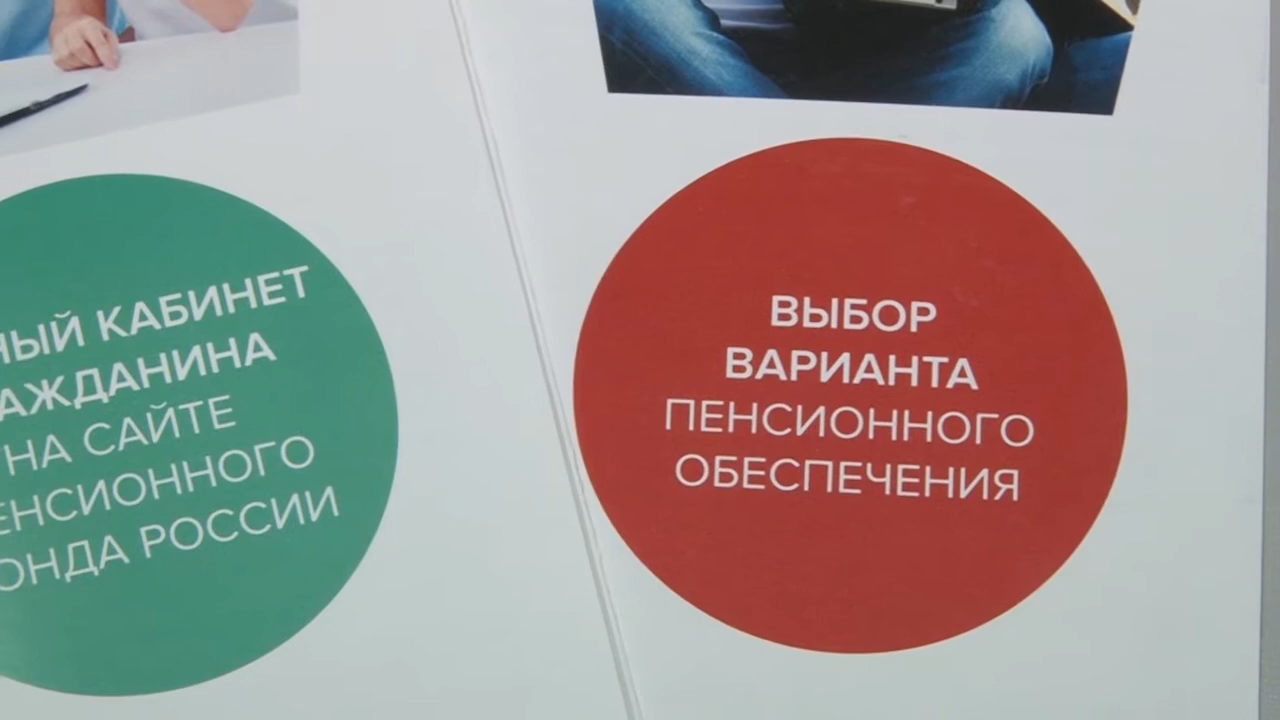 НЫЙ КАБИНЕТ
АЖДАНИНА
НА САЙТЕ
ЕНСИОННОГО
ОНДА РОССИИ
ВЫБОР
ВАРИАНТА
ПЕНСИОННОГО
ОБЕСПЕЧЕНИЯ